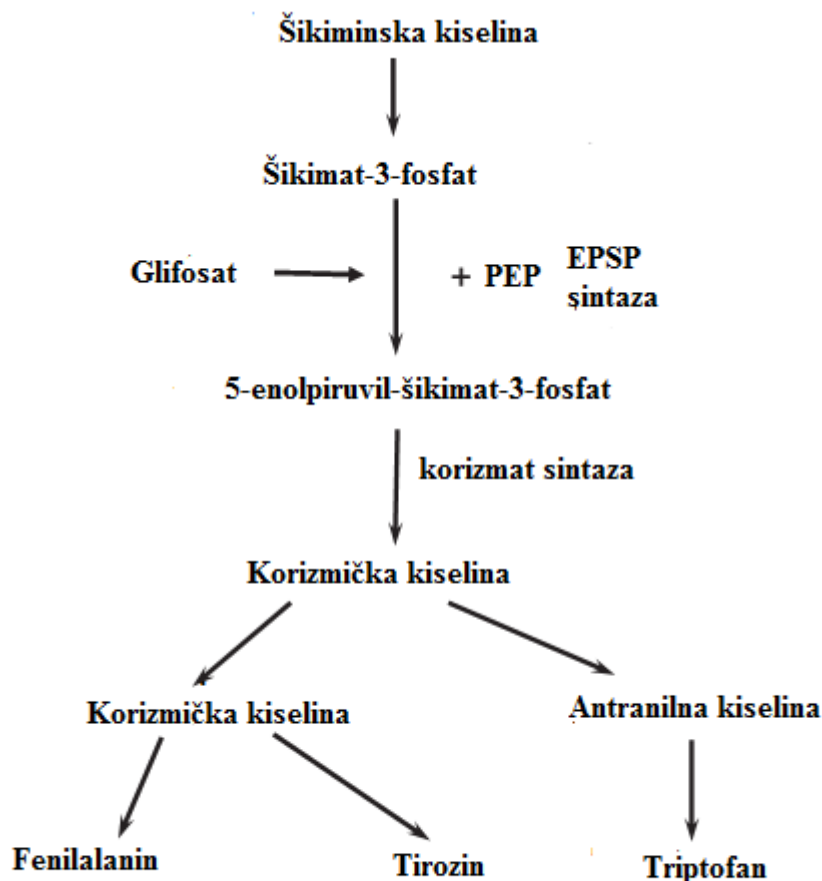 Šikiminska kiselina
Šikimat-3-fosfat
Glifosat
+ PEP
EPSP
sintaza
5-enolpiruvil-šikimat-3-fosfat
korizmat sintaza
Korizmička kiselina
Korizmička kiselina
Antranilna kiselina
Fenilalanin
Tirozin
Triptofan